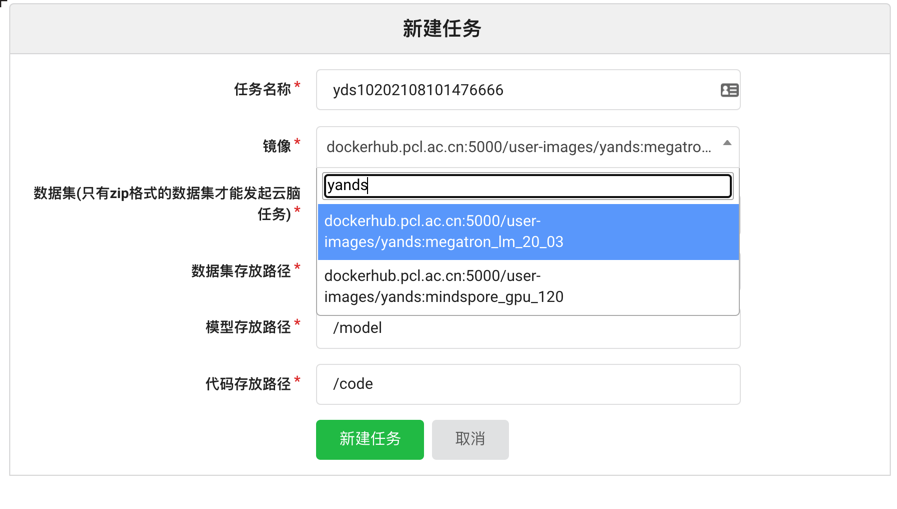 新建任务
任务名称*
yds10202108101476666
镜像*
dockerhub.pcl.ac.cn:5000/user-images/yands:megatro...
yands
数据集(只有zip格式的数据集才能发起云脑
任务)*
dockerhub.pcl.ac.cn:5000/user-
images/yands:megatron_lm_20_03
数据集存放路径*
dockerhub.pcl.ac.cn:5000/user-
images/yands:mindspore_gpu_120
模型存放路径*
/model
代码存放路径*
/code
新建任务
取消